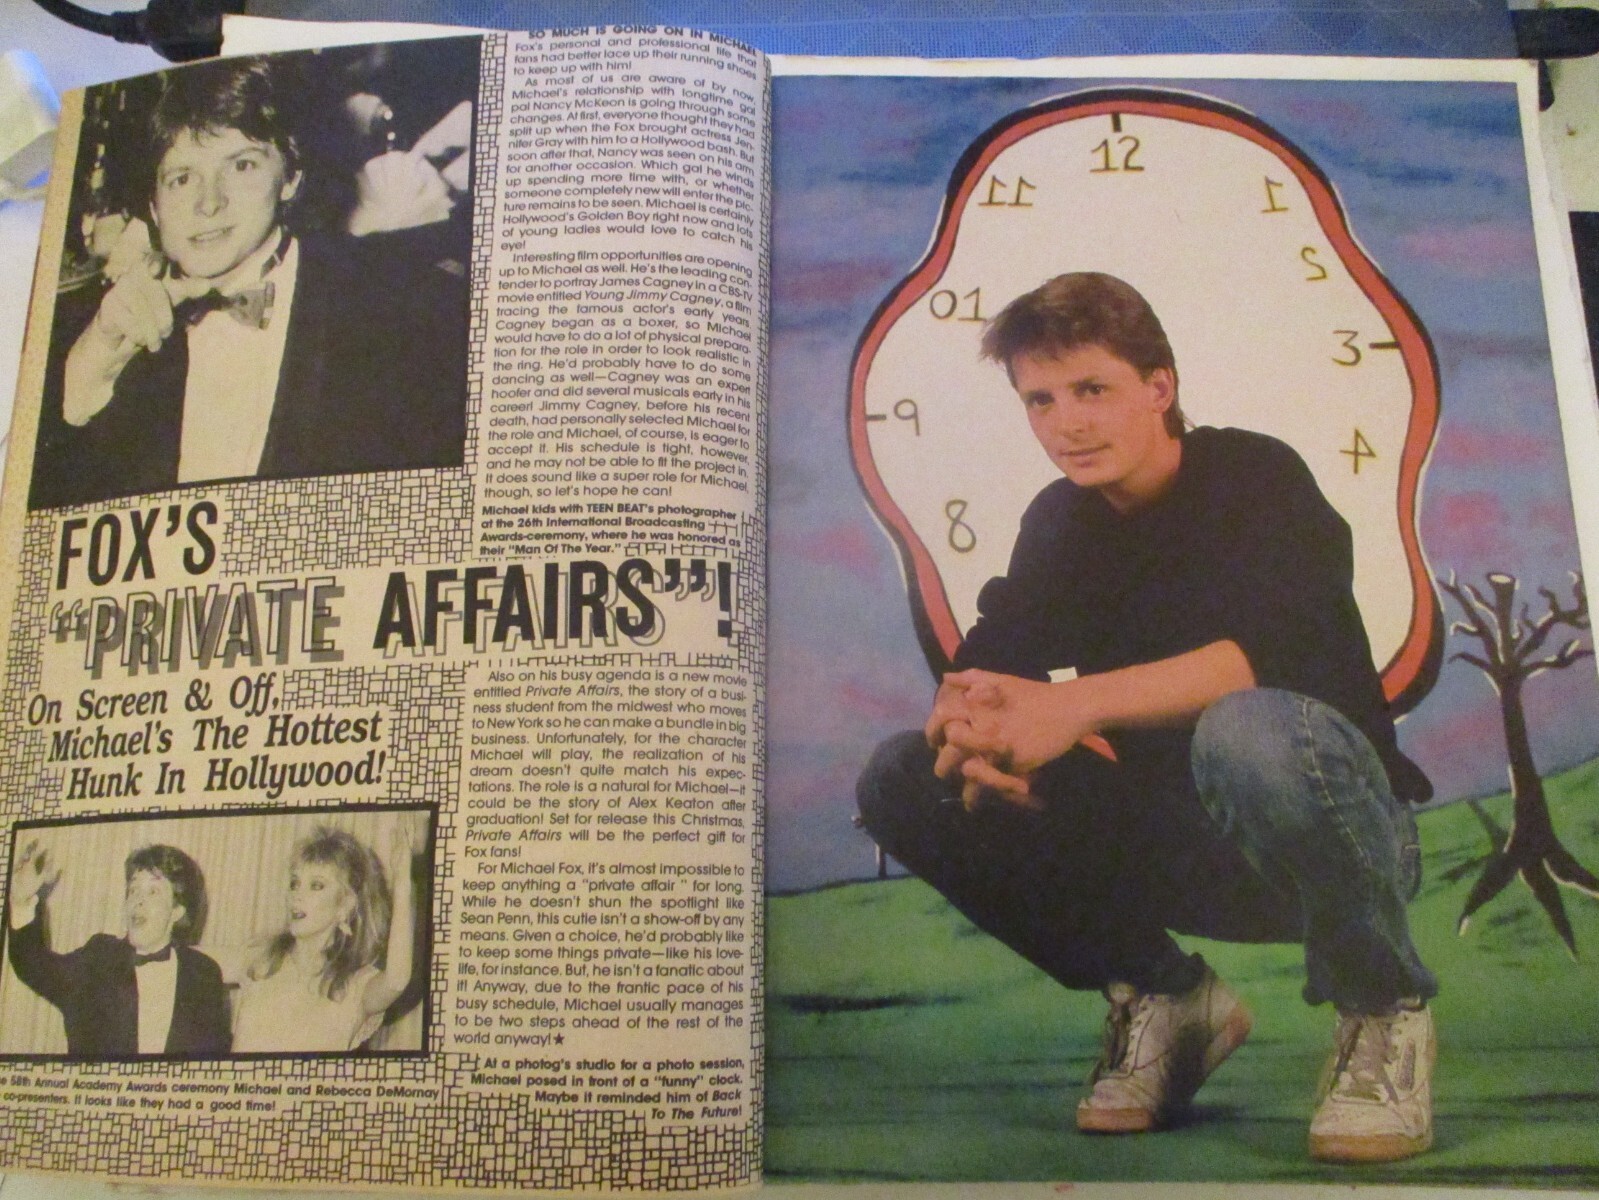 SO MUCH IS GOING ON IN MICHAEL
Fox's personal and professional life that
fans had better lace up their running shoes
to keep up with him!
As most of us are aware of by now,
Michael's relationship with longtime gal
pal Nancy McKeon is going through some
changes. At first, everyone thought they had
split up when the Fox brought actress Jen-
nifer Gray with him to a Hollywood bash. But
soon after that, Nancy was seen on his arm
for another occasion. Which gal he winds
up spending more time with, or whether
someone completely new will enter the pic-
ture remains to be seen. Michael is certainly
Hollywood's Golden Boy right now and lots
of young ladies would love to catch his
eye!
Interesting film opportunities are opening
up to Michael as well. He's the leading con-
tender to portray James Cagney in a CBS-TV
movie entitled Young Jimmy Cagney, a film
tracing the famous actor's early years.
Cagney began as a boxer, so Michael
would have to do a lot of physical prepara-
tion for the role in order to look realistic in
the ring. He'd probably have to do some
dancing as well—Cagney was an expert
hoofer and did several musicals early in his
career! Jimmy Cagney, before his recent
death, had personally selected Michael for
the role and Michael, of course, is eager to
accept it. His schedule is tight, however,
and he may not be able to fit the project in.
It does sound like a super role for Michael,
though, so let's hope he can!
Michael kids with TEEN BEAT's photographer
at the 26th International Broadcasting
Awards-ceremony, where he was honored as
their "Man Of The Year."
FOX'S
"PRIVATE AFFAIRS"!
On Screen & Off,
Michael's The Hottest
Hunk In Hollywood!
Also on his busy agenda is a new movie
entitled Private Affairs, the story of a busi-
ness student from the midwest who moves
to New York so he can make a bundle in big
business. Unfortunately, for the character
Michael will play, the realization of his
dream doesn't quite match his expec-
tations. The role is a natural for Michael—it
could be the story of Alex Keaton after
graduation! Set for release this Christmas,
Private Affairs will be the perfect gift for
Fox fans!
For Michael Fox, it's almost impossible to
keep anything a "private affair " for long.
While he doesn't shun the spotlight like
Sean Penn, this cutie isn't a show-off by any
means. Given a choice, he'd probably like
to keep some things private—like his love-
life, for instance. But, he isn't a fanatic about
it! Anyway, due to the frantic pace of his
busy schedule, Michael usually manages
to be two steps ahead of the rest of the
world anyway!★
58th Annual Academy Awards ceremony Michael and Rebecca DeMornay
co-presenters. It looks like they had a good time!
At a photog's studio for a photo session,
Michael posed in front of a "funny" clock.
Maybe it reminded him of Back
To The Future!
12
11
1
2
01
3
9
4
8